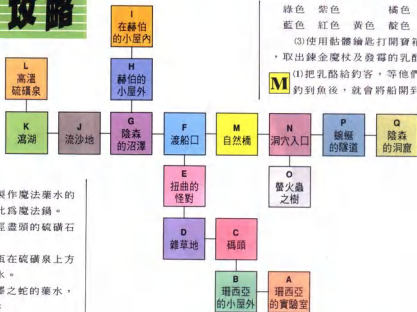 攻略
綠色 紫色 橘色
藍色 紅色 黃色 靛色
⑶使用骷髏鑰匙打開寶箱
，取出鍊金魔杖及發霉的乳酪
M ⑴把乳酪給釣客，等他們
釣到魚後，就會將船開到
I
在赫伯
的小屋內
L
高溫
硫磺泉
H
赫伯的
小屋外
K
瀉湖
J
流沙地
G
陰森
的沼澤
F
渡船口
M
自然橋
N
洞穴入口
P
蜿蜒
的隧道
Q
陰森
的洞窟
E
扭曲的
怪對
O
螢火蟲
之樹
D
雜草地
C
碼頭
B
珊西亞
的小屋外
A
珊西亞
的實驗室
製作魔法藥水的
此為魔法鍋。
徑盡頭的硫磺石
瓶在硫磺泉上方
水。
澤之蛇的藥水，